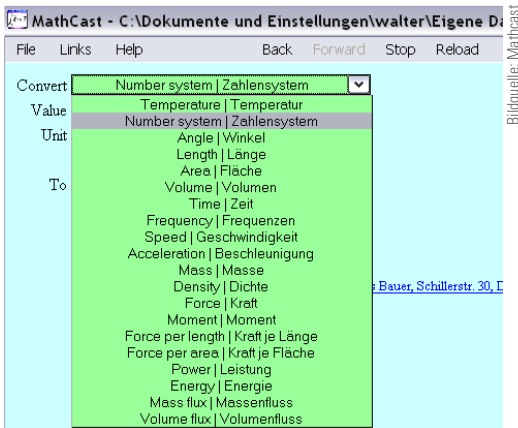 MathCast - C:\Dokumente und Einstellungen\walter\Eigene Da
File Links Help Back Forward Stop Reload
Convert Number system | Zahlensystem
Value
Unit
To
Temperature | Temperatur
Number system | Zahlensystem
Angle | Winkel
Length | Länge
Area | Fläche
Volume | Volumen
Time | Zeit
Frequency | Frequenzen
Speed | Geschwindigkeit
Acceleration | Beschleunigung
Mass | Masse
Density | Dichte
Force | Kraft
Moment | Moment
Force per length | Kraft je Länge
Force per area | Kraft je Fläche
Power | Leistung
Energy | Energie
Mass flux | Massenfluss
Volume flux | Volumenfluss
s Bauer, Schillerstr. 30, D
Bildquelle: Mathcast